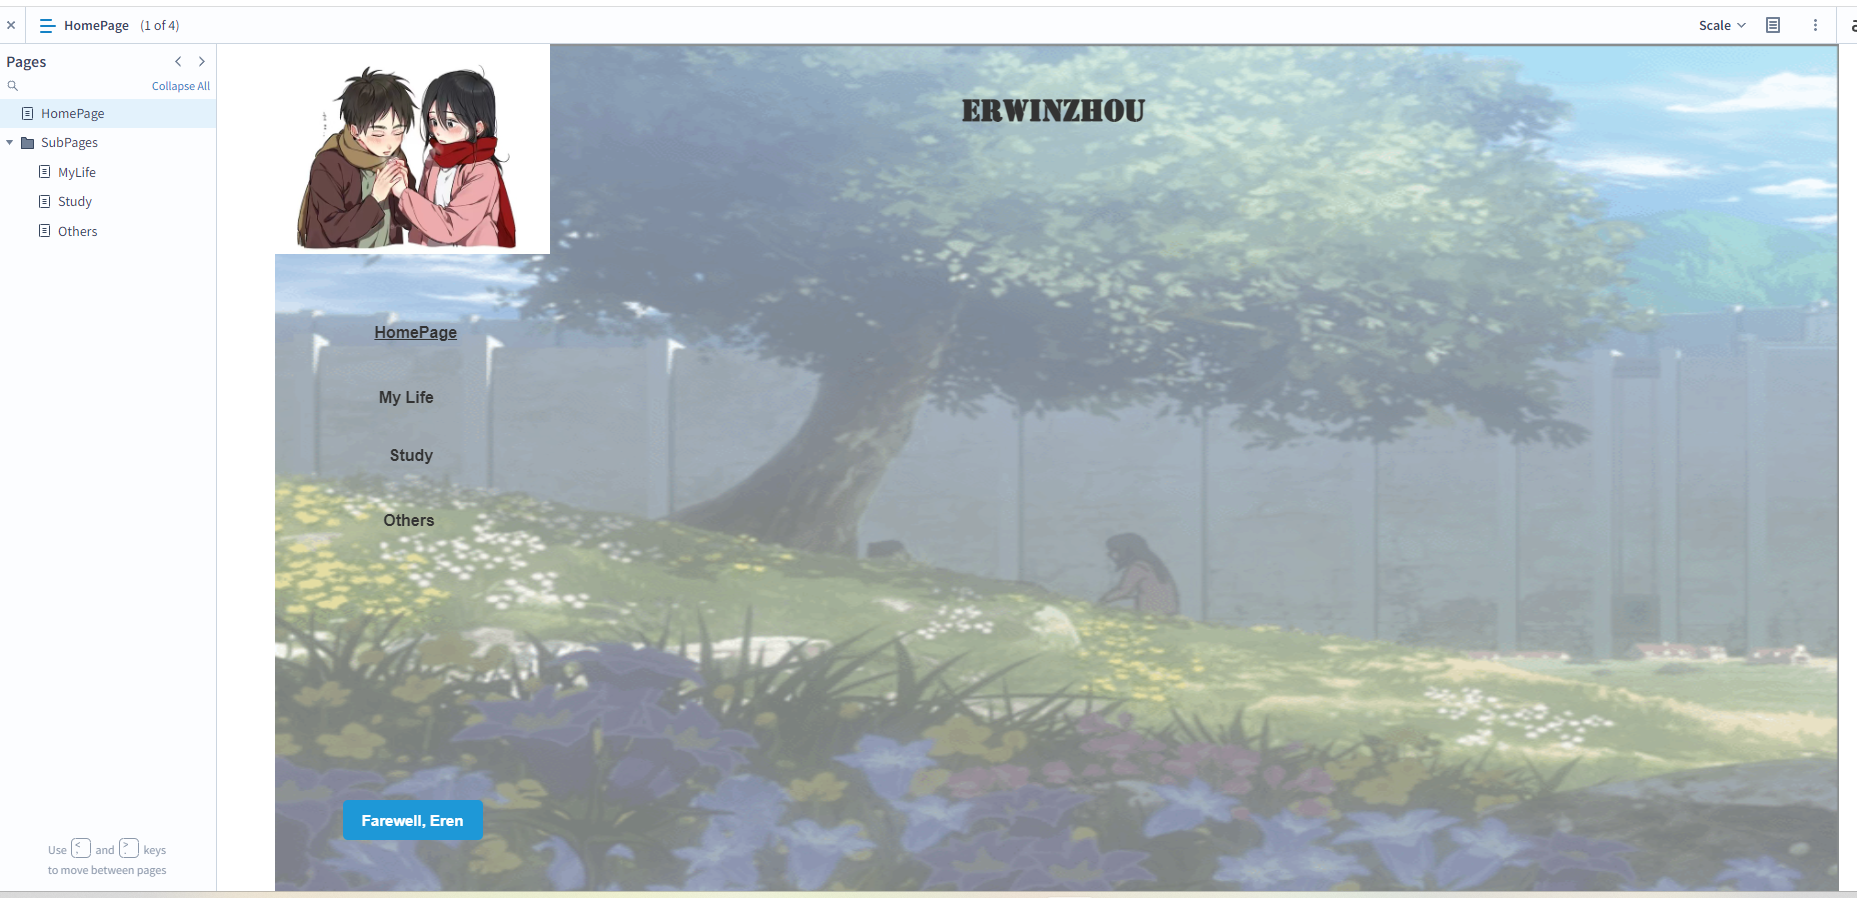 HomePage (1 of 4)
Scale
Pages
Collapse All
HomePage
SubPages
MyLife
Study
Others
Use < and > keys
to move between pages
ERWINZHOU
HomePage
My Life
Study
Others
Farewell, Eren